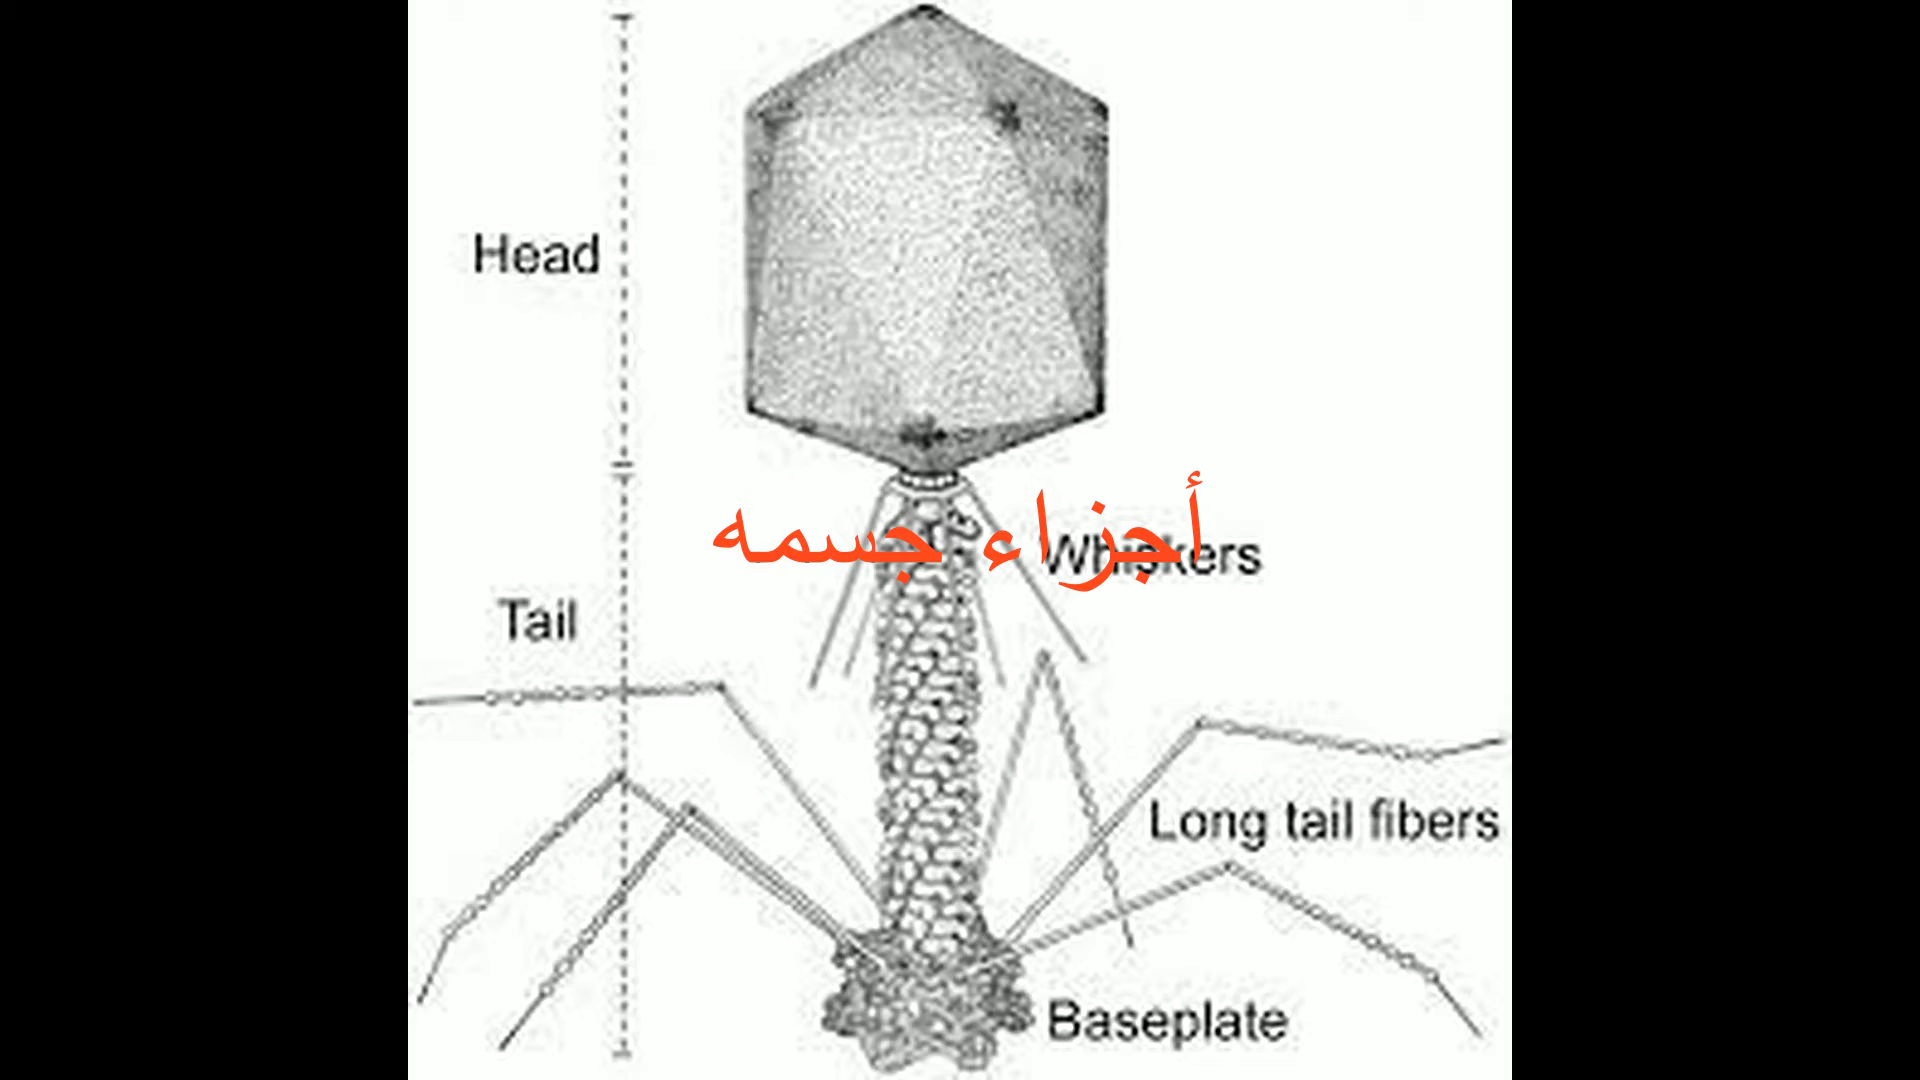 Head
أجزاء جسمه
Whiskers
Tail
Long tail fibers
Baseplate